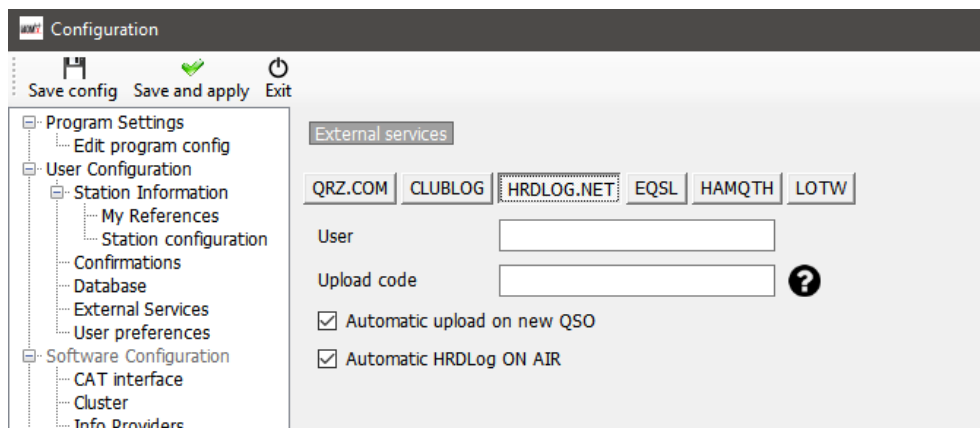 Configuration
Save config Save and apply Exit
Program Settings
Edit program config
User Configuration
Station Information
My References
Station configuration
Confirmations
Database
External Services
User preferences
Software Configuration
CAT interface
Cluster
Info Providers
External services
QRZ.COM CLUBLOG HRDLOG.NET EQSL HAMQTH LOTW
User
Upload code
?
Automatic upload on new QSO
Automatic HRDLog ON AIR